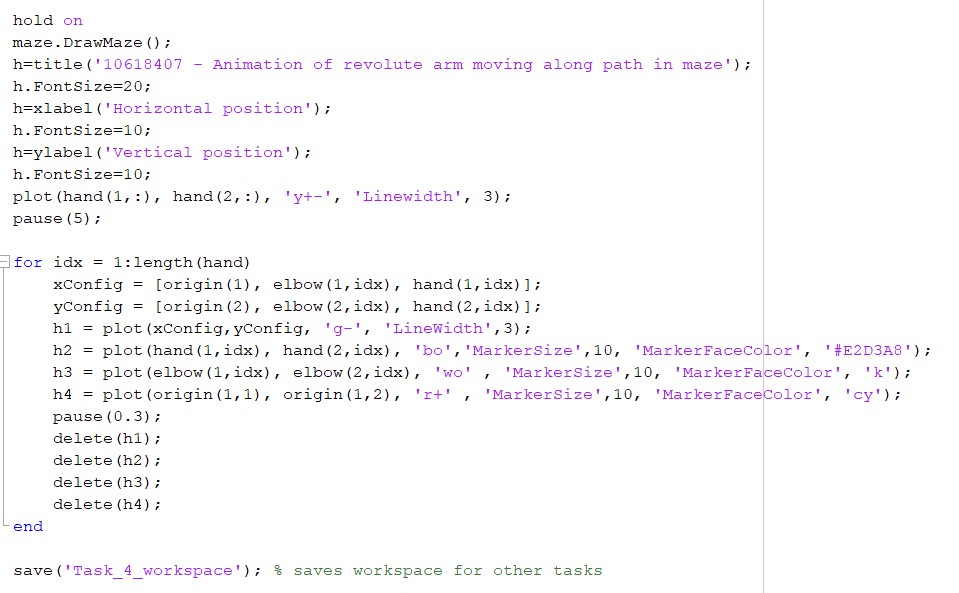 hold on
maze.DrawMaze();
h=title('10618407 - Animation of revolute arm moving along path in maze');
h.FontSize=20;
h=xlabel('Horizontal position');
h.FontSize=10;
h=ylabel('Vertical position');
h.FontSize=10;
plot(hand(1,:), hand(2,:), 'y+-', 'Linewidth', 3);
pause(5);
for idx = 1:length(hand)
xConfig = [origin(1), elbow(1,idx), hand(1,idx)];
yConfig = [origin(2), elbow(2,idx), hand(2,idx)];
h1 = plot(xConfig,yConfig, 'g-', 'LineWidth',3);
h2 = plot(hand(1,idx), hand(2,idx), 'bo','MarkerSize',10, 'MarkerFaceColor', '#E2D3A8');
h3 = plot(elbow(1,idx), elbow(2,idx), 'wo' , 'MarkerSize',10, 'MarkerFaceColor', 'k');
h4 = plot(origin(1,1), origin(1,2), 'r+' , 'MarkerSize',10, 'MarkerFaceColor', 'cy');
pause(0.3);
delete(h1);
delete(h2);
delete(h3);
delete(h4);
end
save('Task_4_workspace'); % saves workspace for other tasks